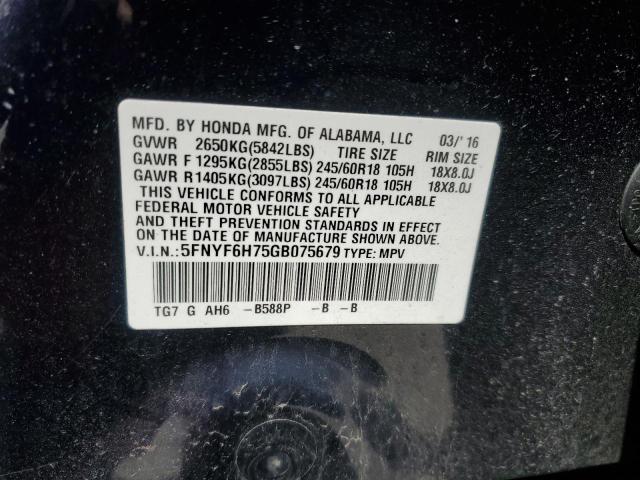 MFD. BY HONDA MFG. OF ALABAMA, LLC 03/'16
GVWR 2650KG(5842LBS) TIRE SIZE RIM SIZE
GAWR F 1295KG(2855LBS) 245/60R18 105H 18X8.0J
GAWR R1405KG(3097LBS) 245/60R18 105H 18X8.0J
THIS VEHICLE CONFORMS TO ALL APPLICABLE
FEDERAL MOTOR VEHICLE SAFETY
AND THEFT PREVENTION STANDARDS IN EFFECT
ON THE DATE OF MANUFACTURE SHOWN ABOVE.
V.I.N.:5FNYF6H75GB075679 TYPE: MPV
TG7 G AH6 -B588P -B -B